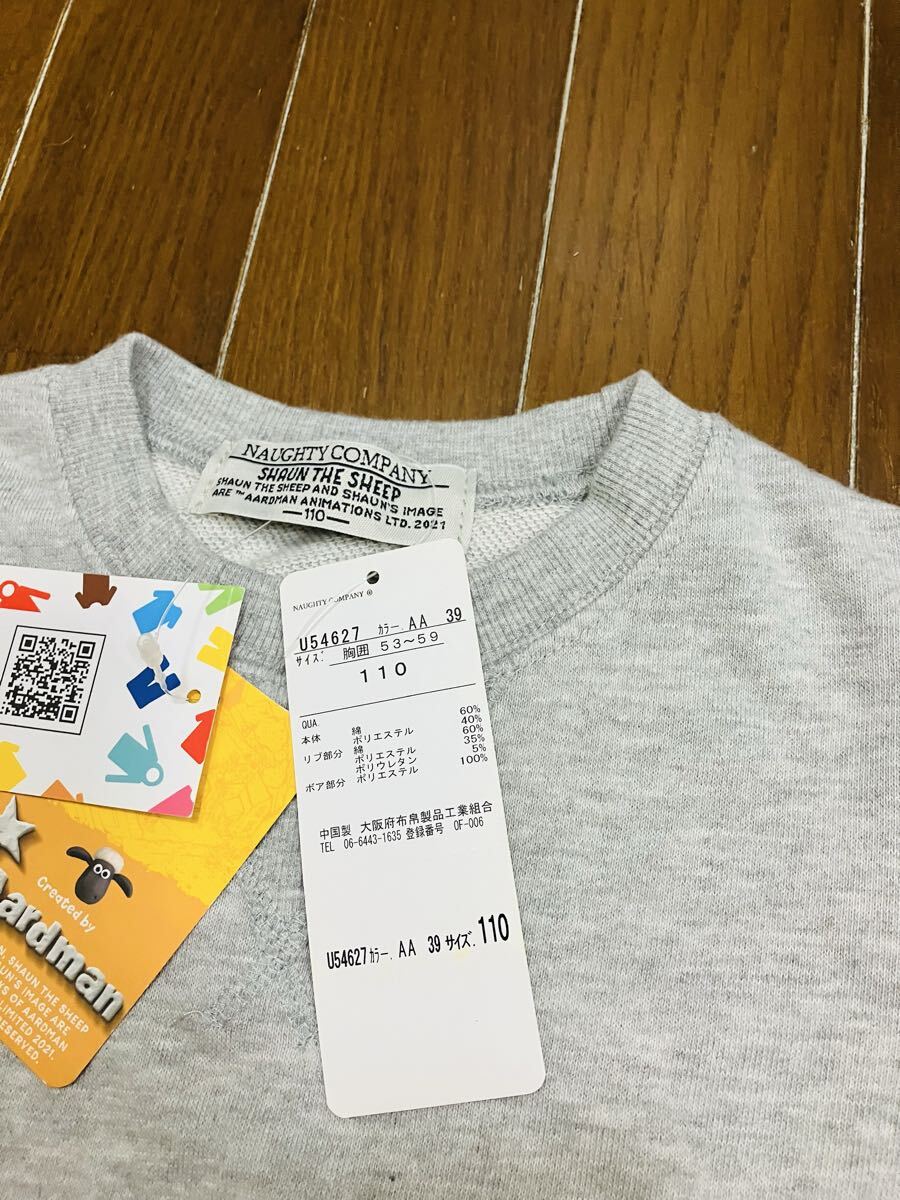 NAUGHTY COMPANY
SHAUN THE SHEEP
SHAUN THE SHEEP AND SHAUN'S IMAGE
ARE ™ AARDMAN ANIMATIONS LTD. 2021
—110—
NAUGHTY COMPANY ®
U54627 カラー. AA 39
サイズ: 胸囲 53～59
110
QUA.
本体 綿 60%
ポリエステル 40%
リブ部分 綿 60%
ポリエステル 35%
ポリウレタン 5%
ボア部分 ポリエステル 100%
中国製 大阪府布帛製品工業組合
TEL 06-6443-1635 登録番号 OF-006
U54627 カラー. AA 39 サイズ. 110
Created by
ardman
SHAUN THE SHEEP
UN'S IMAGE ARE
KS OF AARDMAN
LIMITED 2021.
RESERVED.